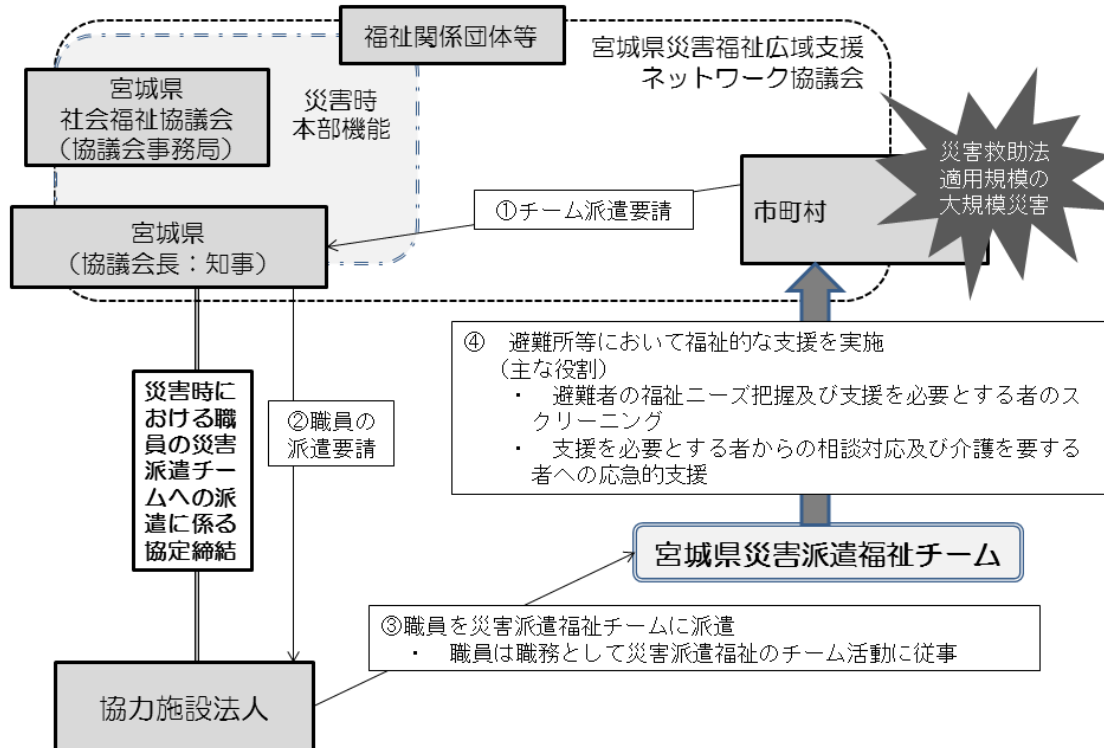 福祉関係団体等
宮城県災害福祉広域支援
ネットワーク協議会
宮城県
社会福祉協議会
（協議会事務局）
災害時
本部機能
災害救助法
適用規模の
大規模災害
市町村
①チーム派遣要請
宮城県
（協議会長：知事）
災害時に
おける職
員の災害
派遣チー
ムへの派
遣に係る
協定締結
②職員の
派遣要請
④　避難所等において福祉的な支援を実施
（主な役割）
・　避難者の福祉ニーズ把握及び支援を必要とする者のス
クリーニング
・　支援を必要とする者からの相談対応及び介護を要する
者への応急的支援
宮城県災害派遣福祉チーム
③職員を災害派遣福祉チームに派遣
・　職員は職務として災害派遣福祉のチーム活動に従事
協力施設法人